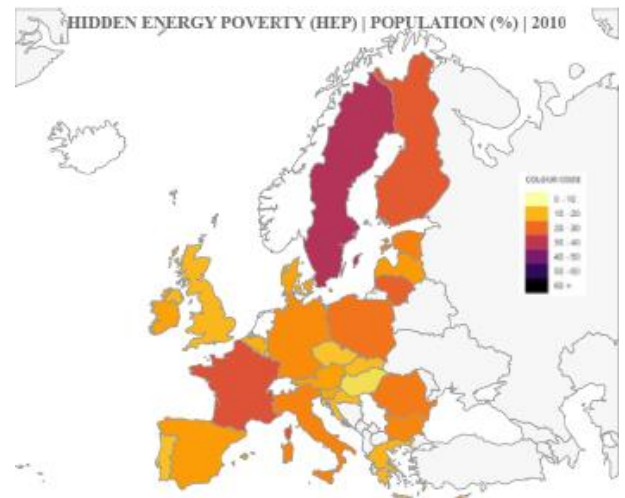 HIDDEN ENERGY POVERTY (HEP) | POPULATION (%) | 2010
COLOUR CODE
0 - 10
10 - 20
20 - 30
30 - 40
40 - 50
50 - 60
60 +